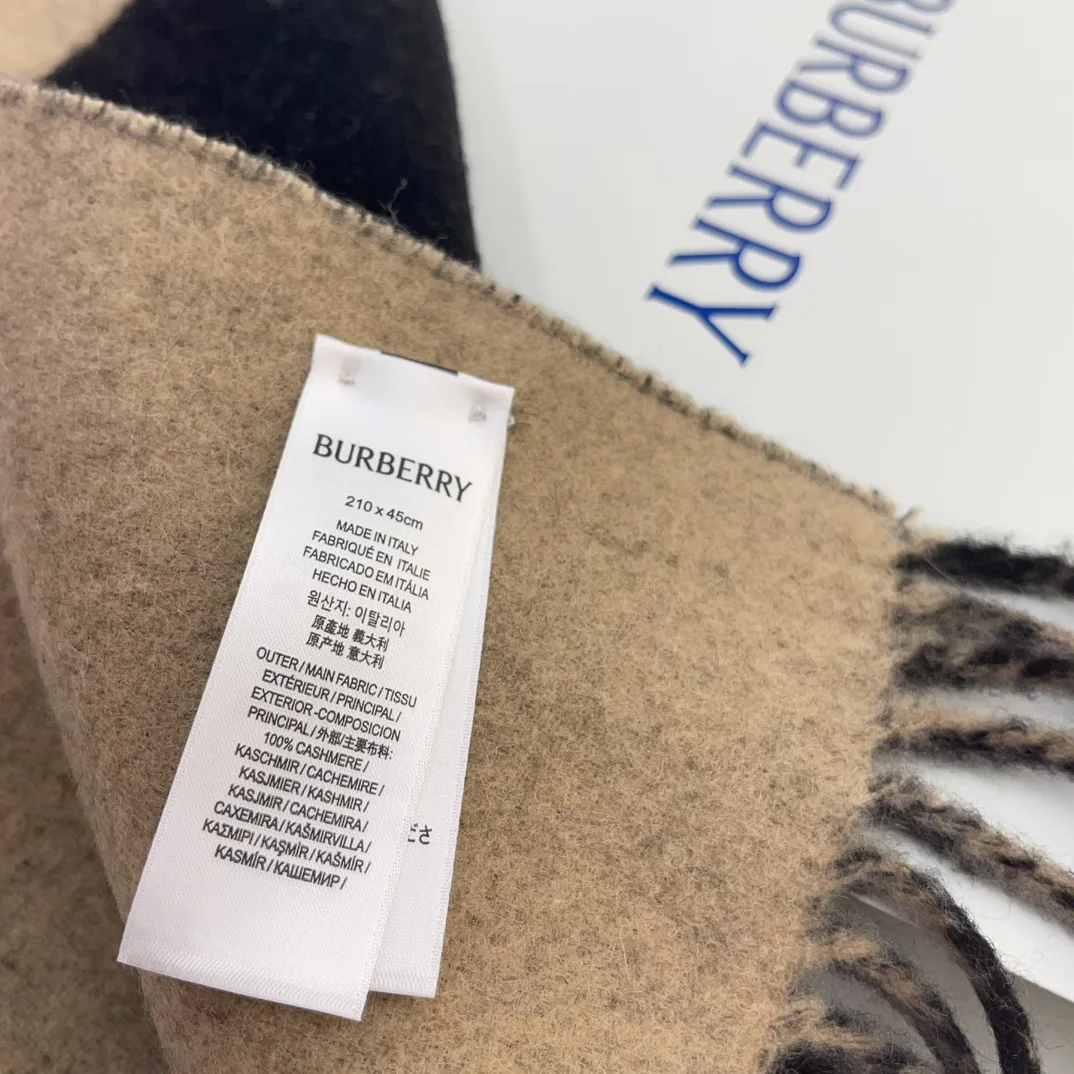 BURBERRY
BURBERRY
210 x 45cm
MADE IN ITALY
FABRIQUÉ EN ITALIE
FABRICADO EM ITÁLIA
HECHO EN ITALIA
원산지: 이탈리아
原產地 義大利
原产地 意大利
OUTER / MAIN FABRIC / TISSU
EXTÉRIEUR / PRINCIPAL /
EXTERIOR -COMPOSICION
PRINCIPAL / 外部/主要布料:
100% CASHMERE /
KASCHMIR / CACHEMIRE /
KASJMIER / KASHMIR /
KASJMIR / CACHEMIRA /
CAXEMIRA / KAŠMIRVILLA /
ΚΑΣΜΙΡΙ / KAŞMIR / KAŠMÍR /
KASMÍR / КАШЕМИР /
ださ